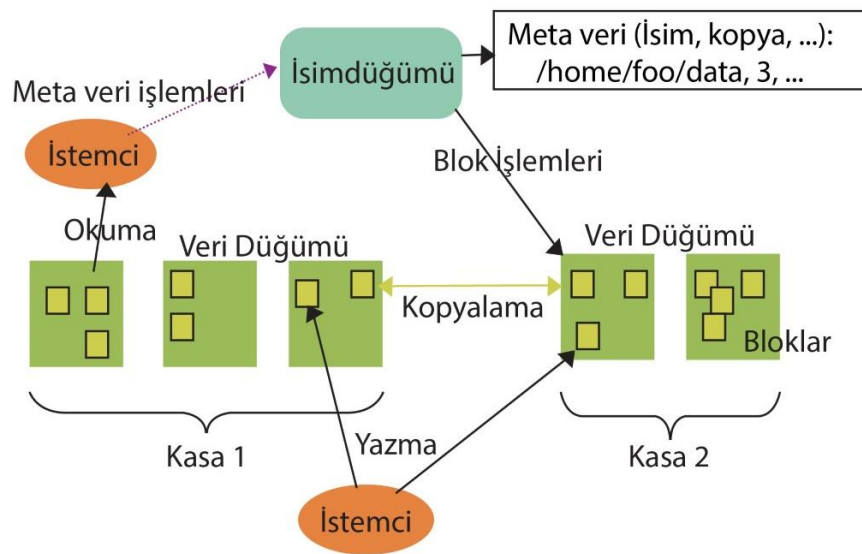 Meta veri (İsim, kopya, ...):
/home/foo/data, 3, ...
İsimdüğümü
Meta veri işlemleri
İstemci
Blok İşlemleri
Okuma
Veri Düğümü
Veri Düğümü
Kopyalama
Bloklar
Kasa 1
Yazma
Kasa 2
İstemci